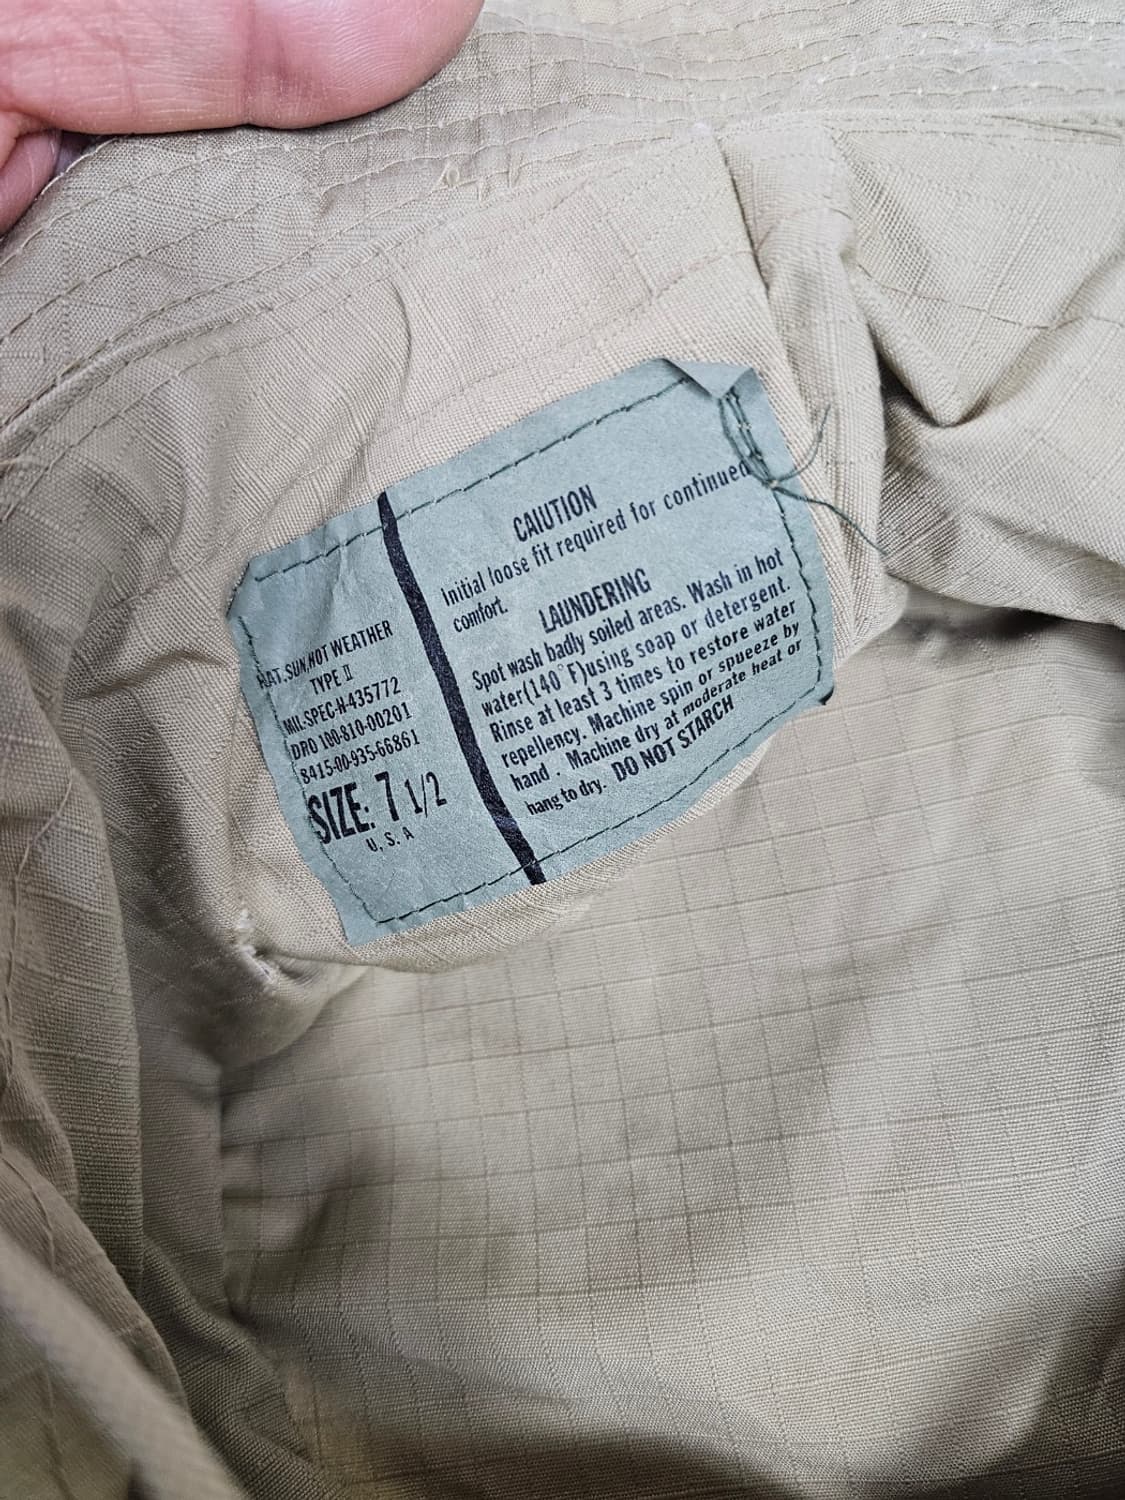 HAT.SUN,HOT WEATHER
TYPE II
MIL-SPEC-H-435772
DPO 100-810-00201
8415-00-935-66861
SIZE: 7 1/2
U.S.A
CAIUTION
Initial loose fit required for continued
comfort.
LAUNDERING
Spot wash badly soiled areas. Wash in hot
water(140°F)using soap or detergent.
Rinse at least 3 times to restore water
repellency. Machine spin or spueeze by
hand . Machine dry at moderate heat or
hang to dry. DO NOT STARCH